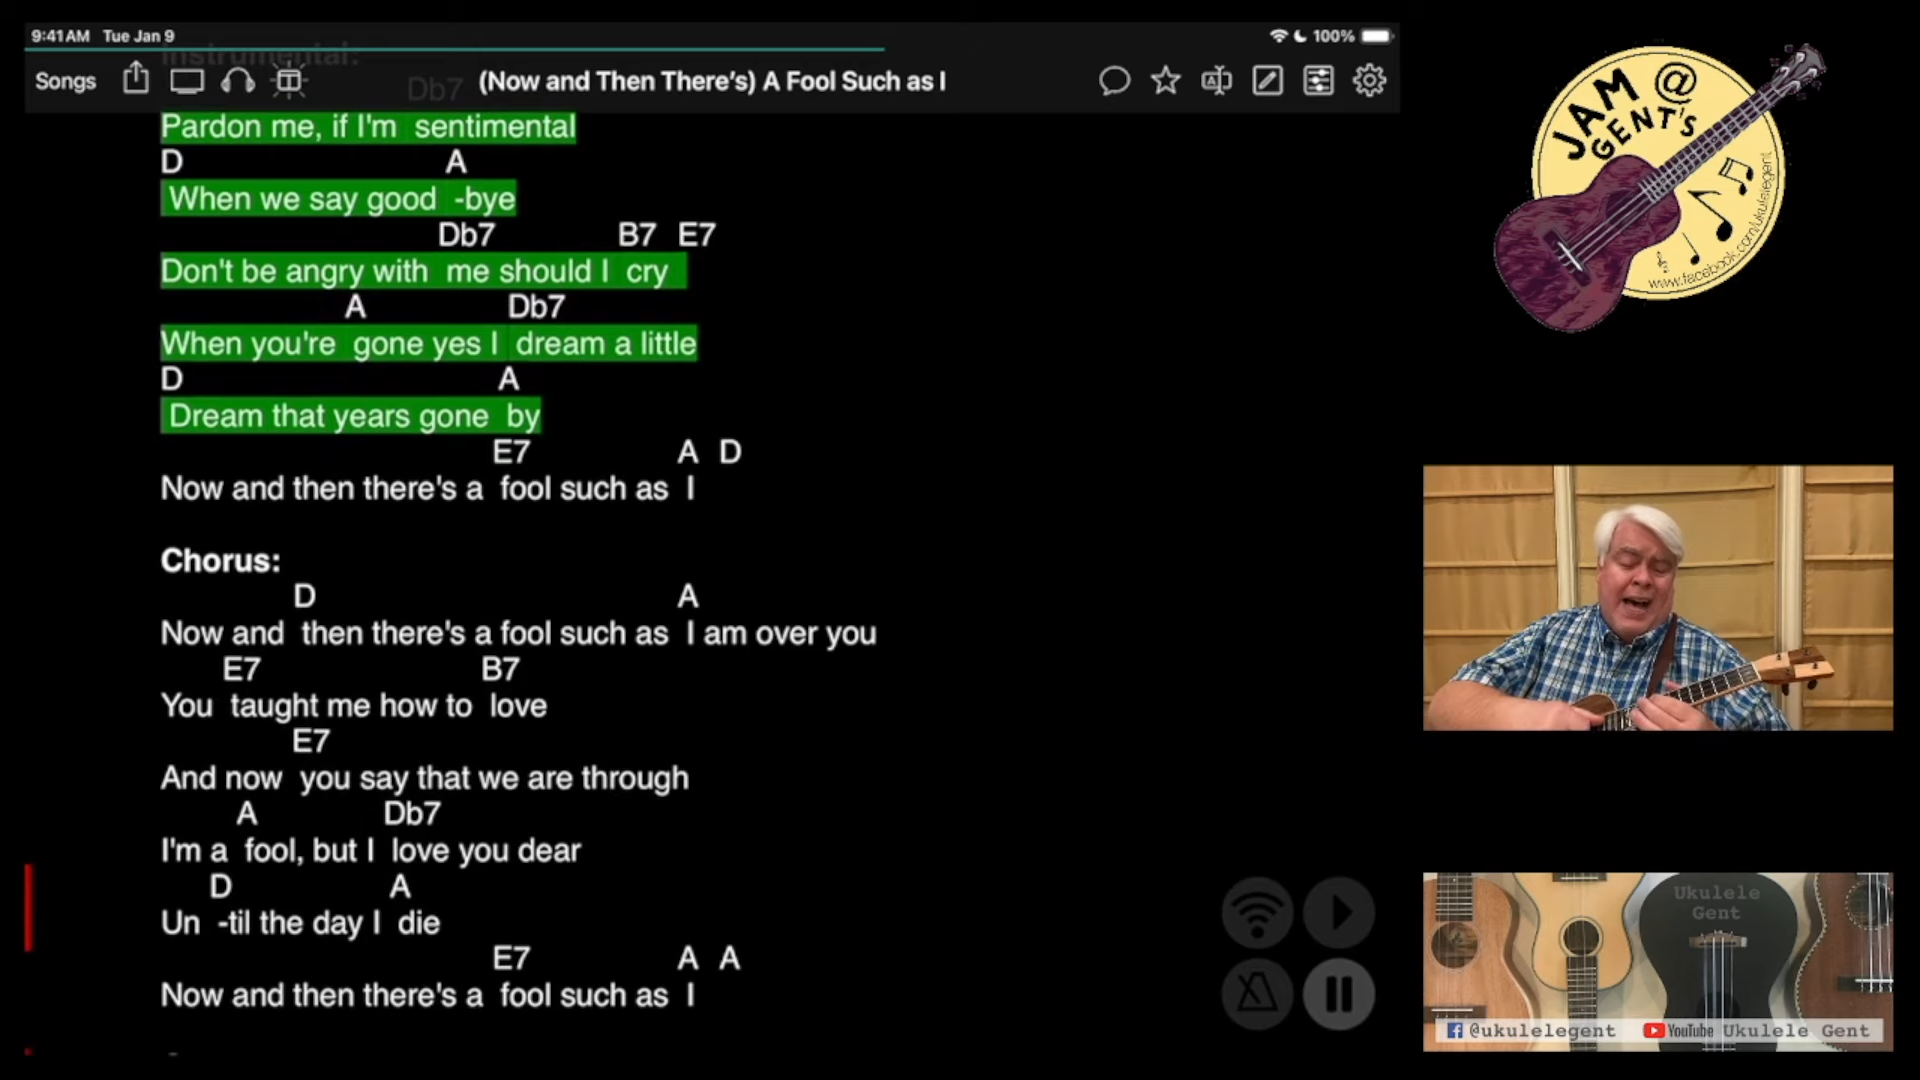 9:41AM Tue Jan 9
100%
Instrumental:
Songs
Db7
(Now and Then There's) A Fool Such as I
Pardon me, if I'm sentimental
D A
When we say good -bye
Db7 B7 E7
Don't be angry with me should I cry
A Db7
When you're gone yes I dream a little
D A
Dream that years gone by
E7 A D
Now and then there's a fool such as I
Chorus:
D A
Now and then there's a fool such as I am over you
E7 B7
You taught me how to love
E7
And now you say that we are through
A Db7
I'm a fool, but I love you dear
D A
Un -til the day I die
E7 A A
Now and then there's a fool such as I
JAM @
GENT'S
www.facebook.com/ukulelegent
Ukulele
Gent
@ukulelegent YouTube Ukulele Gent